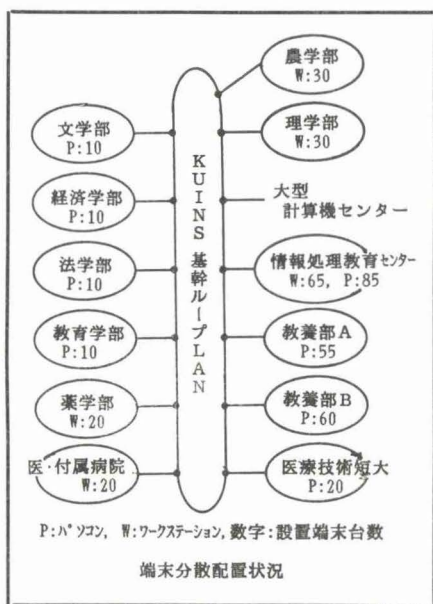 農学部
W:30
文学部
P:10
理学部
W:30
KUINS基幹ループLAN
経済学部
P:10
大型
計算機センター
法学部
P:10
情報処理教育センター
W:65, P:85
教育学部
P:10
教養部A
P:55
薬学部
W:20
教養部B
P:60
医・付属病院
W:20
医療技術短大
P:20
P:パソコン, W:ワークステーション, 数字:設置端末台数
端末分散配置状況